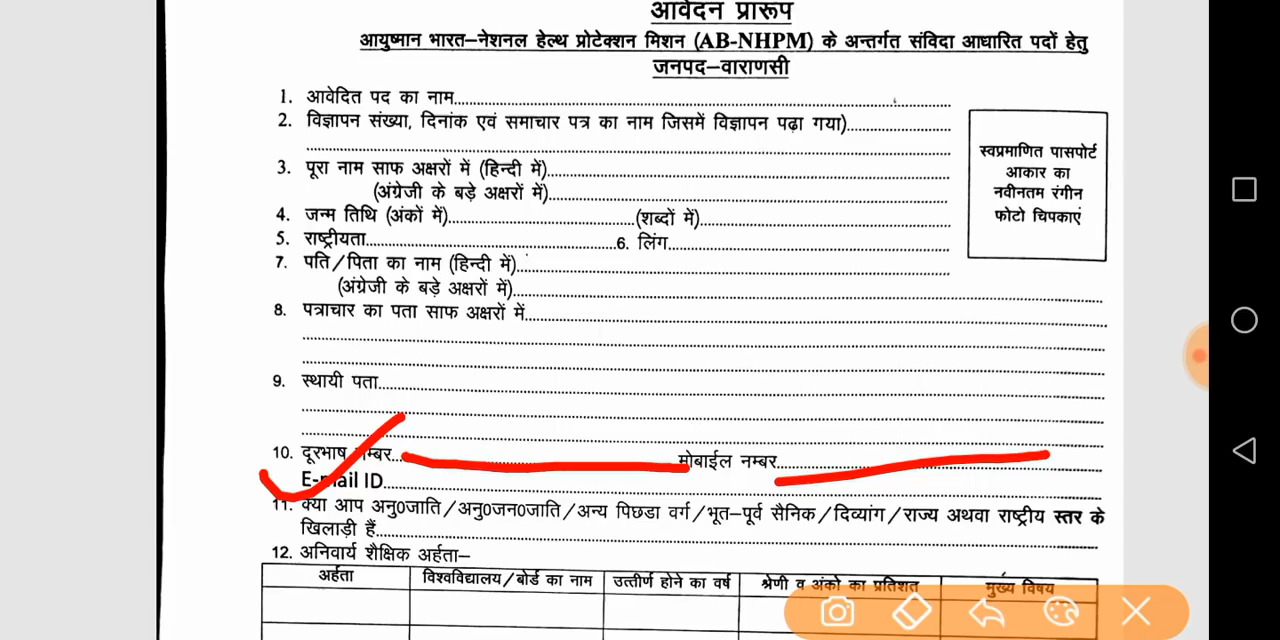 आवेदन प्रारूप
आयुष्मान भारत–नेशनल हेल्थ प्रोटेक्शन मिशन (AB-NHPM) के अन्तर्गत संविदा आधारित पदों हेतु
जनपद–वाराणसी
1. आवेदित पद का नाम
2. विज्ञापन संख्या, दिनांक एवं समाचार पत्र का नाम जिसमें विज्ञापन पढ़ा गया)
3. पूरा नाम साफ अक्षरों में (हिन्दी में)
(अंग्रेजी के बड़े अक्षरों में)
स्वप्रमाणित पासपोर्ट
आकार का
नवीनतम रंगीन
फोटो चिपकाएं
4. जन्म तिथि (अंकों में) (शब्दों में)
5. राष्ट्रीयता 6. लिंग
7. पति/पिता का नाम (हिन्दी में)
(अंग्रेजी के बड़े अक्षरों में)
8. पत्राचार का पता साफ अक्षरों में
9. स्थायी पता
10. दूरभाष नम्बर मोबाईल नम्बर
E-mail ID
11. क्या आप अनु0जाति/अनु0जन0जाति/अन्य पिछडा वर्ग/भूत–पूर्व सैनिक/दिव्यांग/राज्य अथवा राष्ट्रीय स्तर के
खिलाड़ी हैं
12. अनिवार्य शैक्षिक अर्हता–
अर्हता विश्वविद्यालय/बोर्ड का नाम उत्तीर्ण होने का वर्ष श्रेणी व अंको का प्रतिशत मुख्य विषय